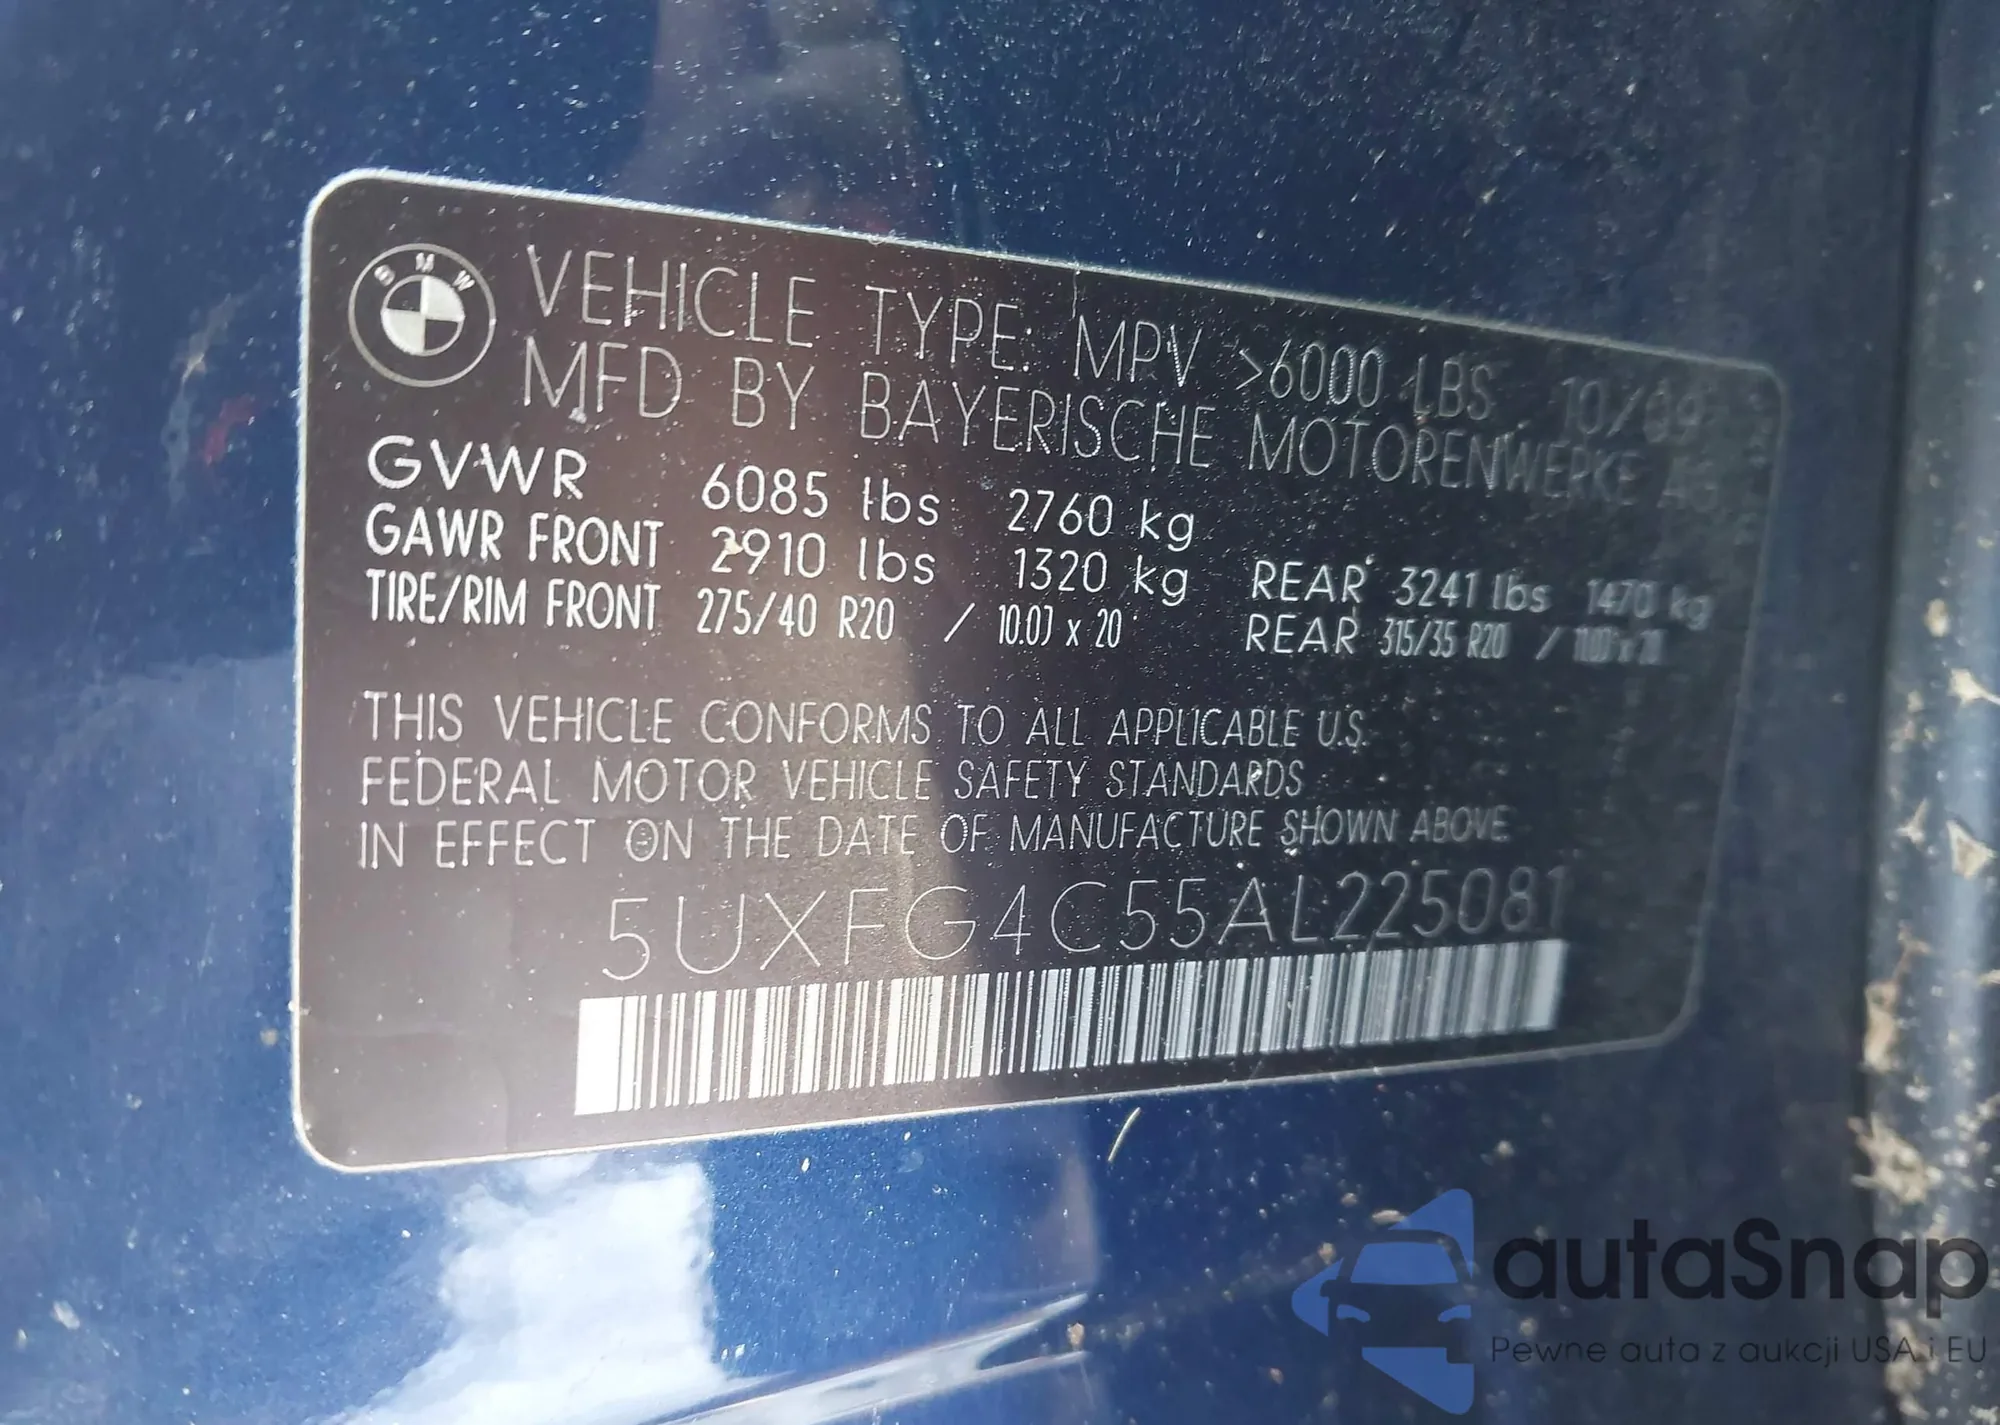 BMW
VEHICLE TYPE: MPV >6000 LBS 10/09
MFD BY BAYERISCHE MOTORENWERKE AG
GVWR 6085 lbs 2760 kg
GAWR FRONT 2910 lbs 1320 kg REAR 3241 lbs 1470 kg
TIRE/RIM FRONT 275/40 R20 / 10.0J x 20 REAR 315/35 R20 / 11.0J x 20
THIS VEHICLE CONFORMS TO ALL APPLICABLE U.S.
FEDERAL MOTOR VEHICLE SAFETY STANDARDS
IN EFFECT ON THE DATE OF MANUFACTURE SHOWN ABOVE.
5UXFG4C55AL225081
autaSnap
Pewne auta z aukcji USA i EU